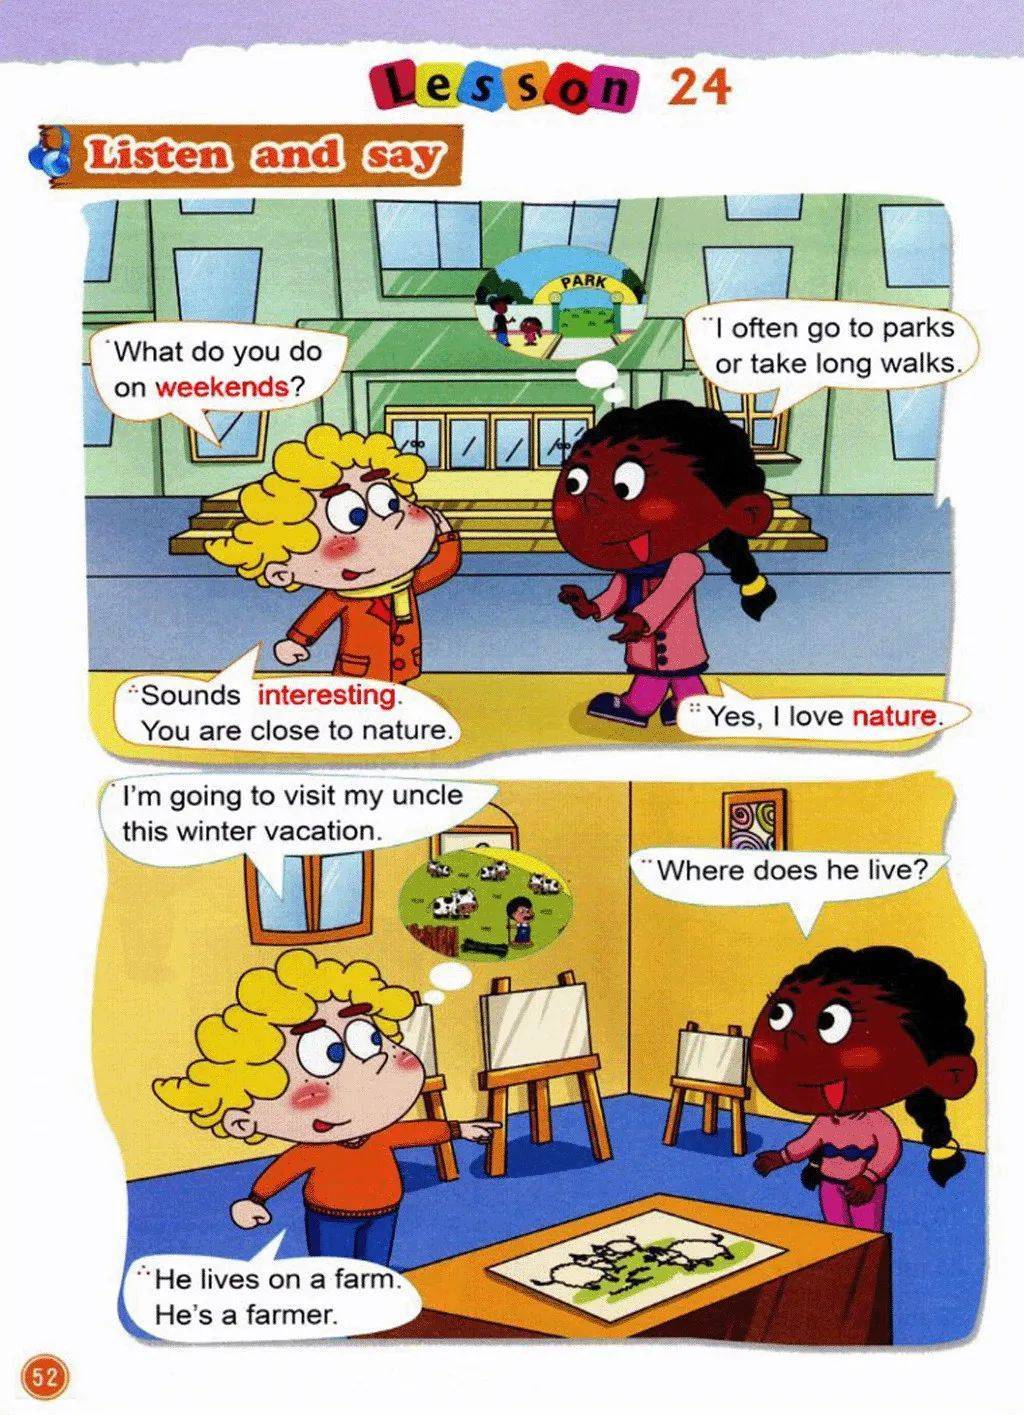 Lesson 24
Listen and say
PARK
What do you do
on weekends?
I often go to parks
or take long walks.
Sounds interesting.
You are close to nature.
Yes, I love nature.
I'm going to visit my uncle
this winter vacation.
Where does he live?
He lives on a farm.
He's a farmer.
52